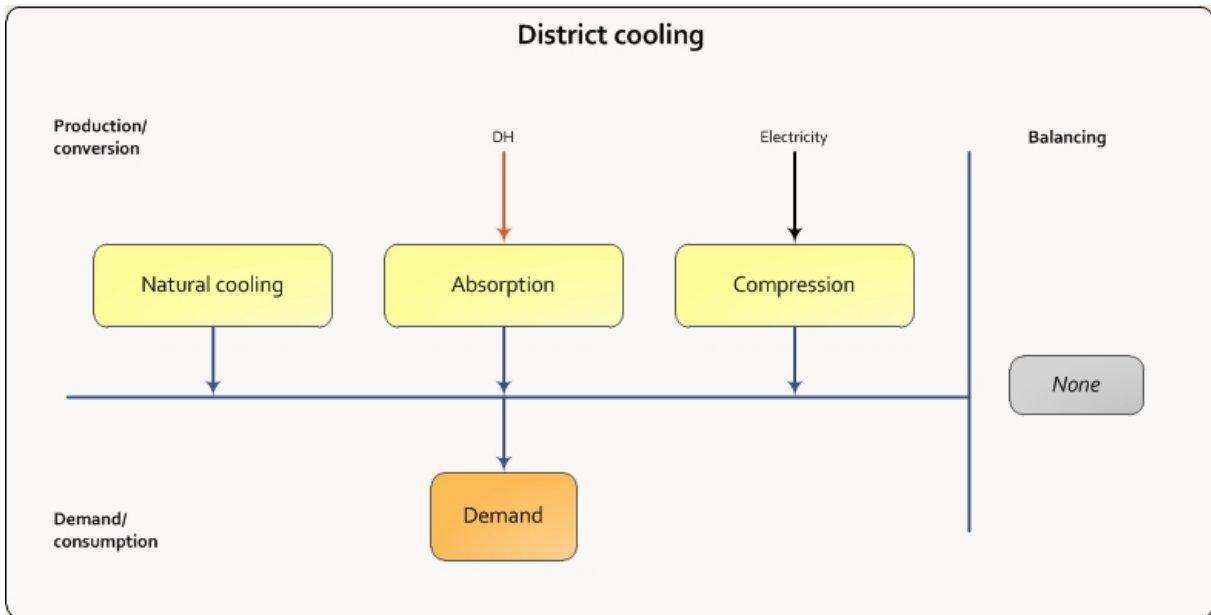 District cooling
Production/
conversion
DH
Electricity
Balancing
Natural cooling
Absorption
Compression
None
Demand
Demand/
consumption